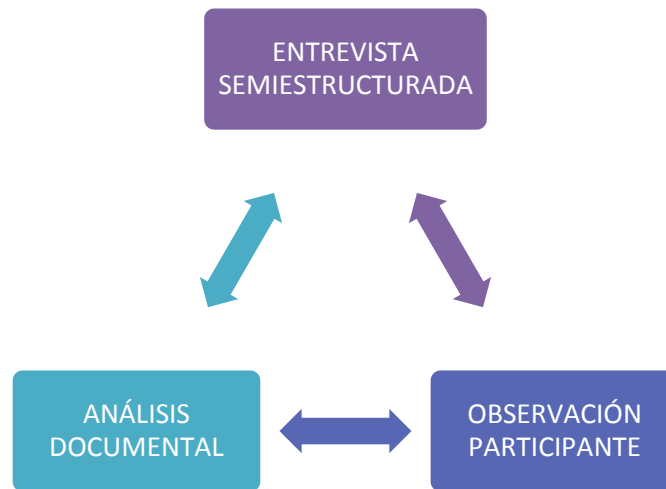 ENTREVISTA
SEMIESTRUCTURADA
ANÁLISIS
DOCUMENTAL
OBSERVACIÓN
PARTICIPANTE